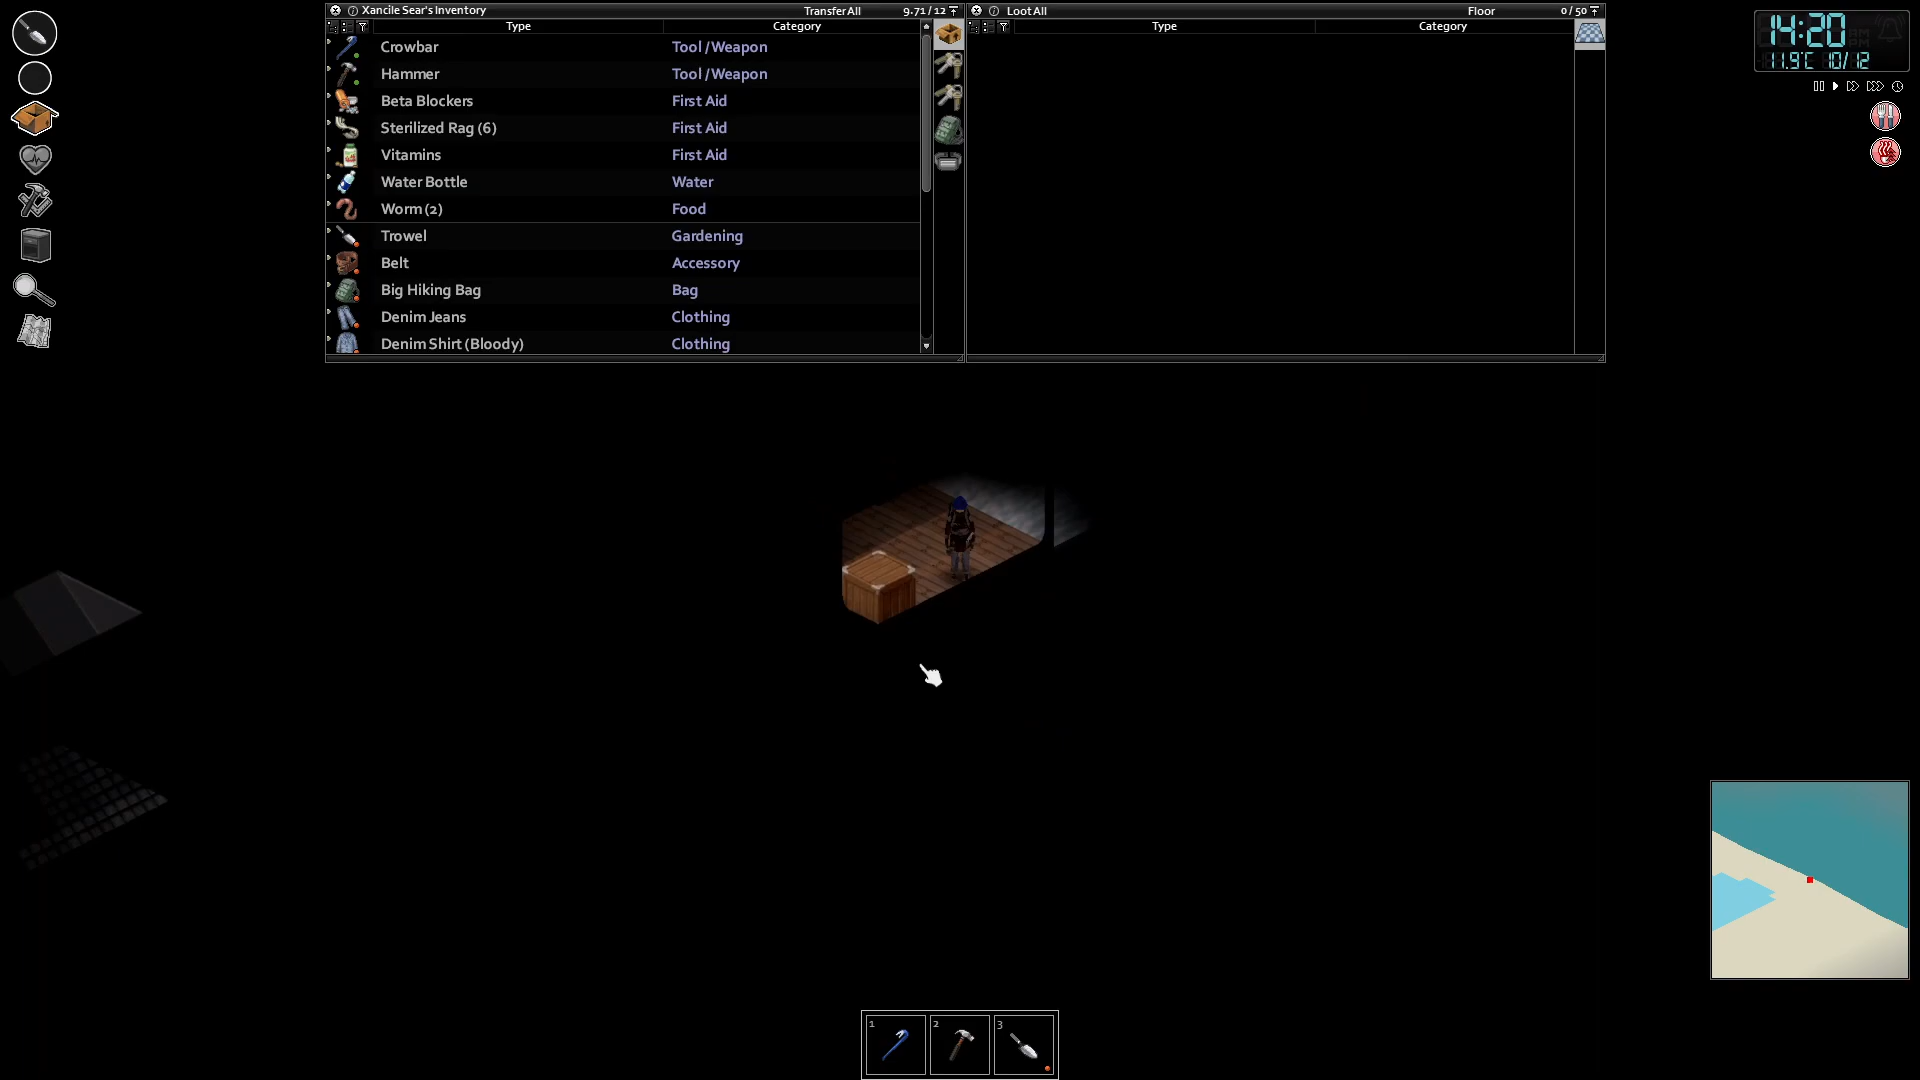 Xancile Sear's Inventory Transfer All 9.71 / 12
Type Category
Crowbar Tool / Weapon
Hammer Tool / Weapon
Beta Blockers First Aid
Sterilized Rag (6) First Aid
Vitamins First Aid
Water Bottle Water
Worm (2) Food
Trowel Gardening
Belt Accessory
Big Hiking Bag Bag
Denim Jeans Clothing
Denim Shirt (Bloody) Clothing
Loot All Floor 0 / 50
Type Category
14:20
11.9°C 10/12
1 2 3